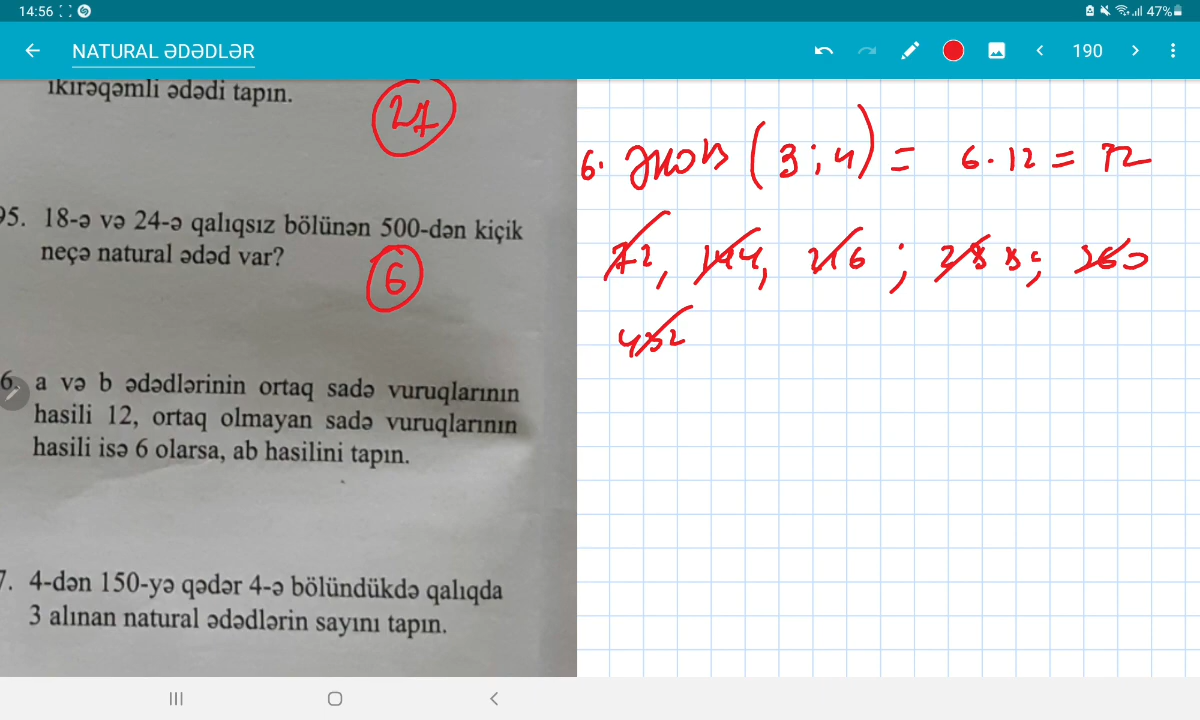 14:56
47%
NATURAL ƏDƏDLƏR
190
ikirəqəmli ədədi tapın.
27
95. 18-ə və 24-ə qalıqsız bölünən 500-dən kiçik
neçə natural ədəd var?
6
6. a və b ədədlərinin ortaq sadə vuruqlarının
hasili 12, ortaq olmayan sadə vuruqlarının
hasili isə 6 olarsa, ab hasilini tapın.
7. 4-dən 150-yə qədər 4-ə bölündükdə qalıqda
3 alınan natural ədədlərin sayını tapın.
6. ƏKOB (3 ; 4) = 6 · 12 = 72
72, 144, 216 ; 288 ; 360
432